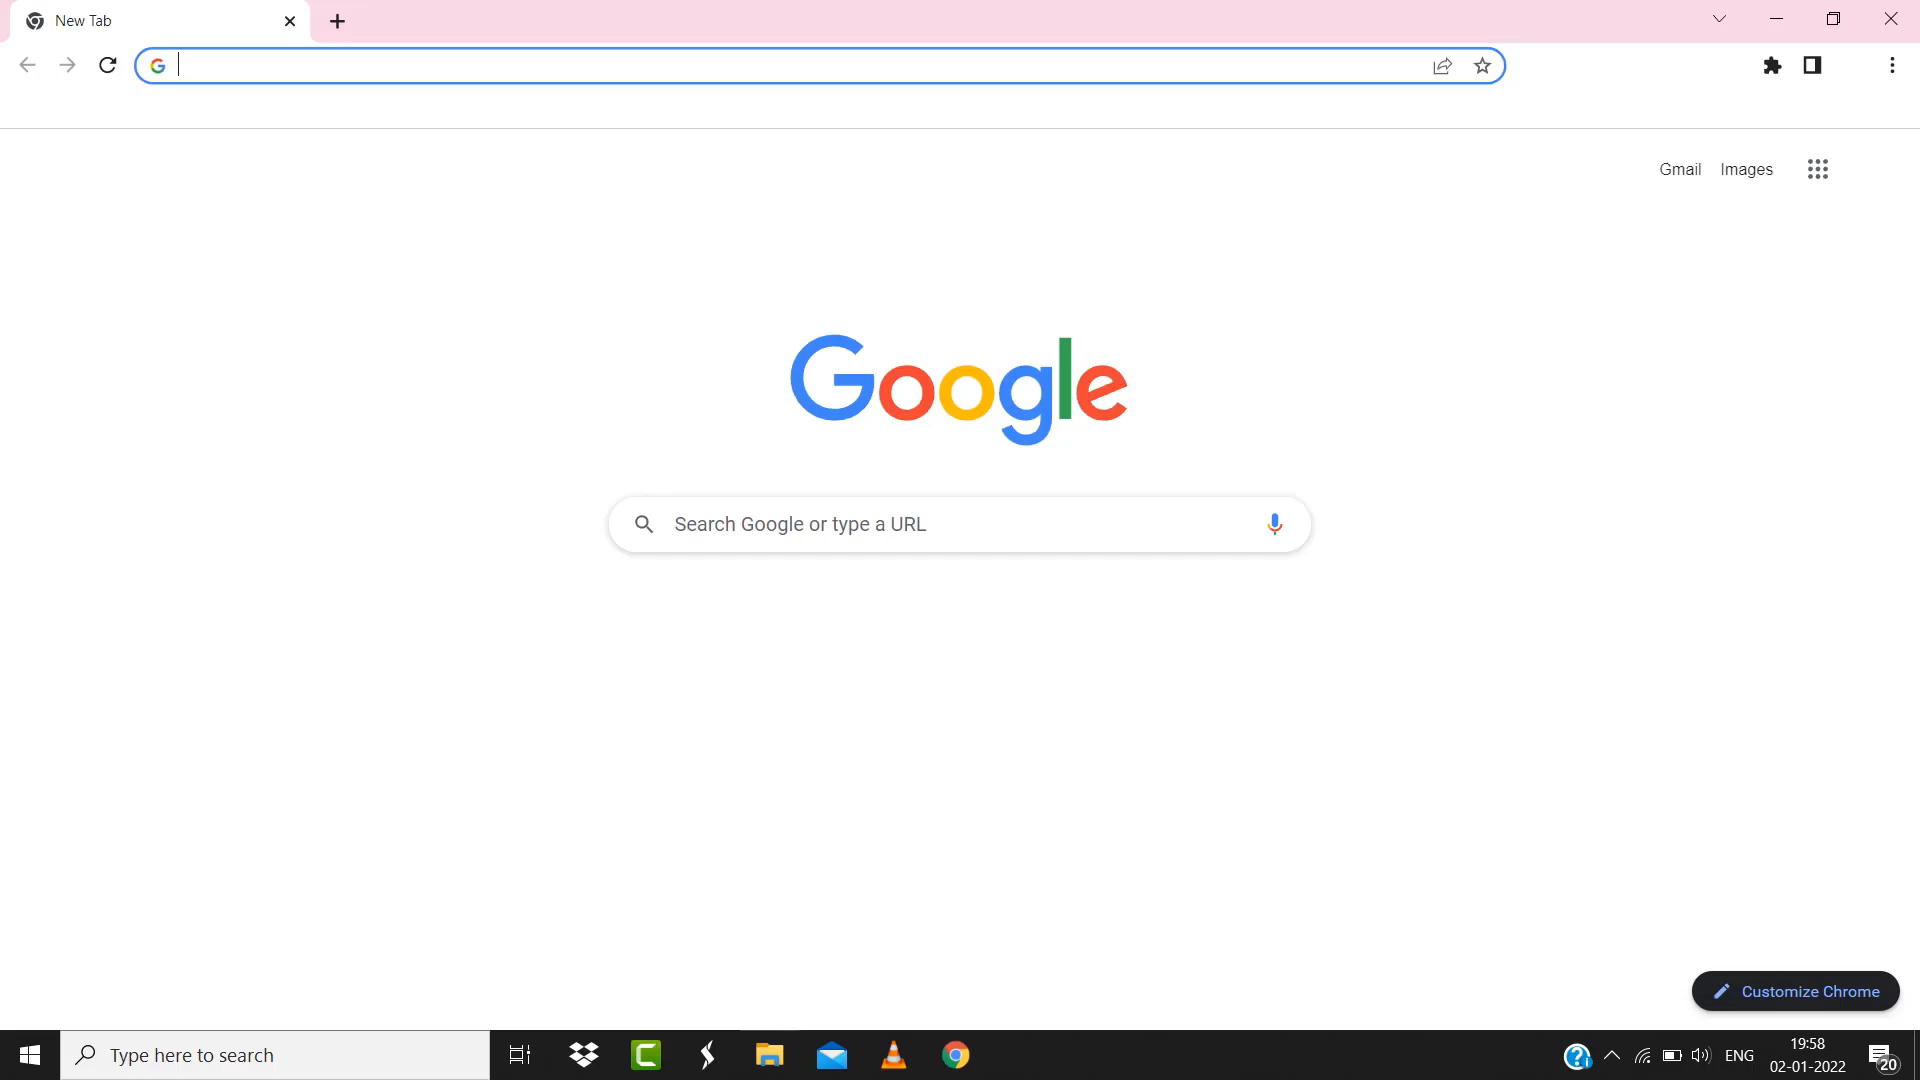 New Tab
Gmail Images
Google
Search Google or type a URL
Customize Chrome
Type here to search
ENG
19:58
02-01-2022
20